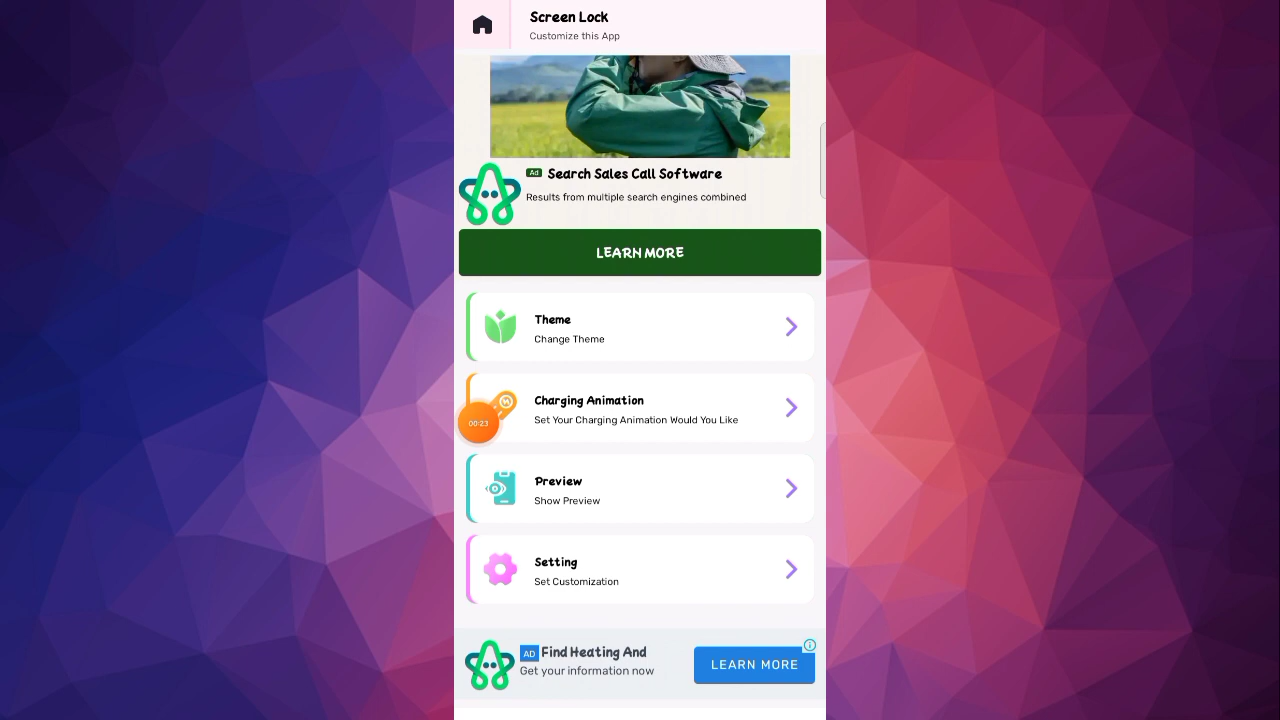 Screen Lock
Customize this App
Ad Search Sales Call Software
Results from multiple search engines combined
LEARN MORE
Theme
Change Theme
Charging Animation
Set Your Charging Animation Would You Like
00:23
Preview
Show Preview
Setting
Set Customization
AD Find Heating And
Get your information now
LEARN MORE